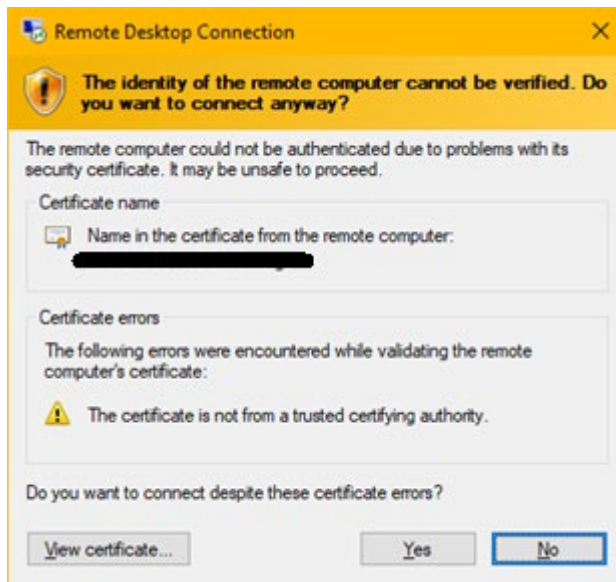 Remote Desktop Connection
The identity of the remote computer cannot be verified. Do
you want to connect anyway?
The remote computer could not be authenticated due to problems with its
security certificate. It may be unsafe to proceed.
Certificate name
Name in the certificate from the remote computer:
Certificate errors
The following errors were encountered while validating the remote
computer's certificate:
The certificate is not from a trusted certifying authority.
Do you want to connect despite these certificate errors?
View certificate...
Yes
No